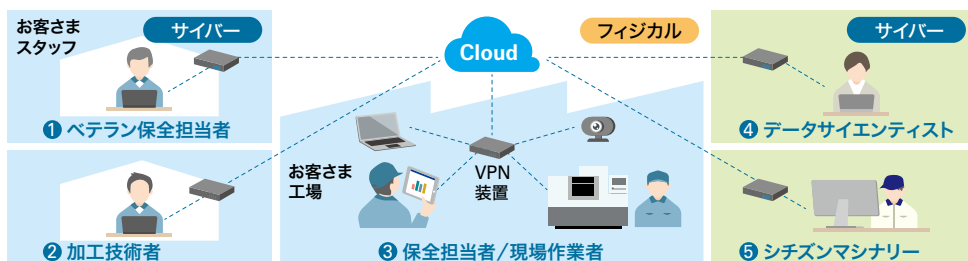 お客さま
スタッフ
サイバー
❶ ベテラン保全担当者
❷ 加工技術者
Cloud
フィジカル
お客さま
工場
VPN
装置
❸ 保全担当者/現場作業者
サイバー
❹ データサイエンティスト
❺ シチズンマシナリー